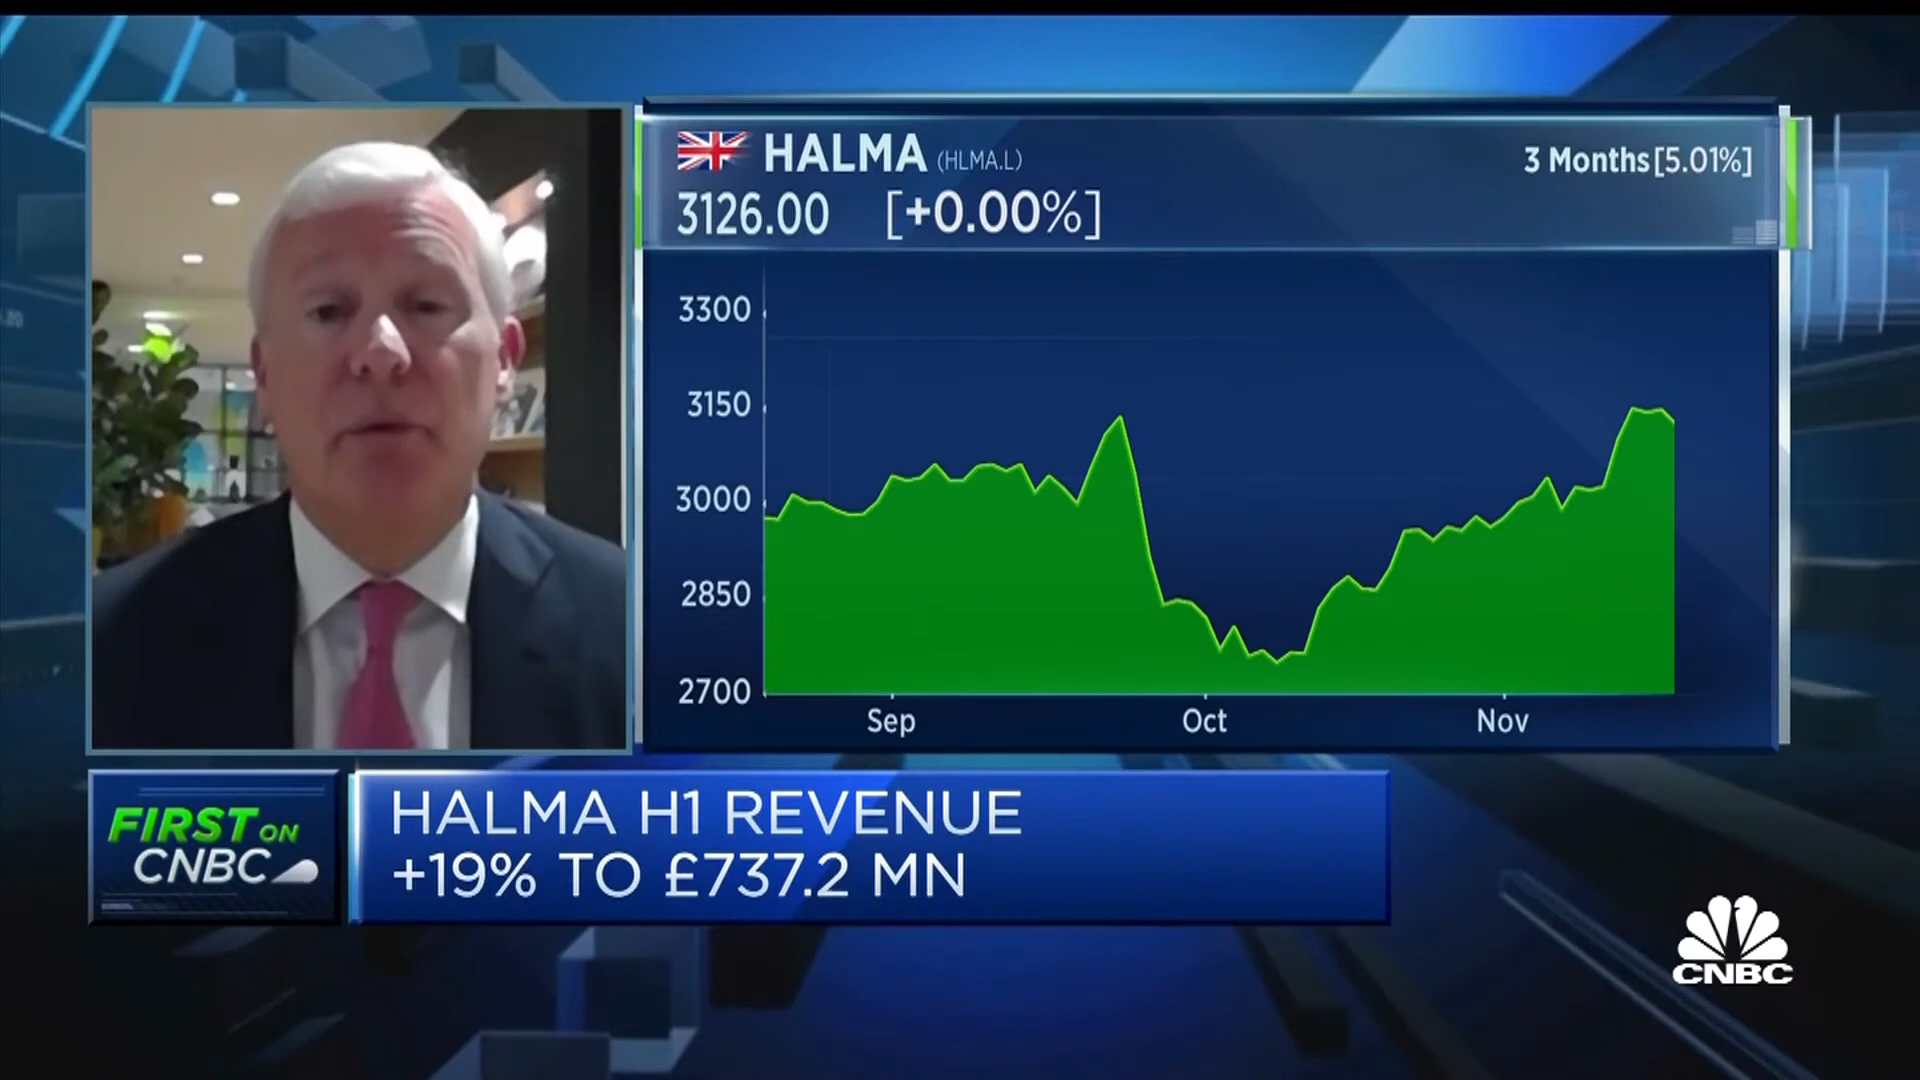 HALMA (HLMA.L)
3 Months [5.01%]
3126.00 [+0.00%]
3300
3150
3000
2850
2700
Sep Oct Nov
FIRST ON
CNBC
HALMA H1 REVENUE
+19% TO £737.2 MN
CNBC